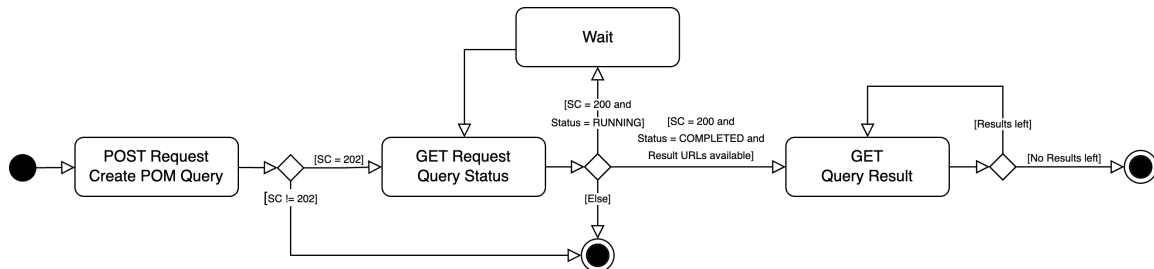 Wait
[SC = 200 and
Status = RUNNING]
[SC = 200 and
Status = COMPLETED and
Result URLs available]
[Results left]
POST Request
Create POM Query
[SC = 202]
GET Request
Query Status
GET
Query Result
[No Results left]
[SC != 202]
[Else]